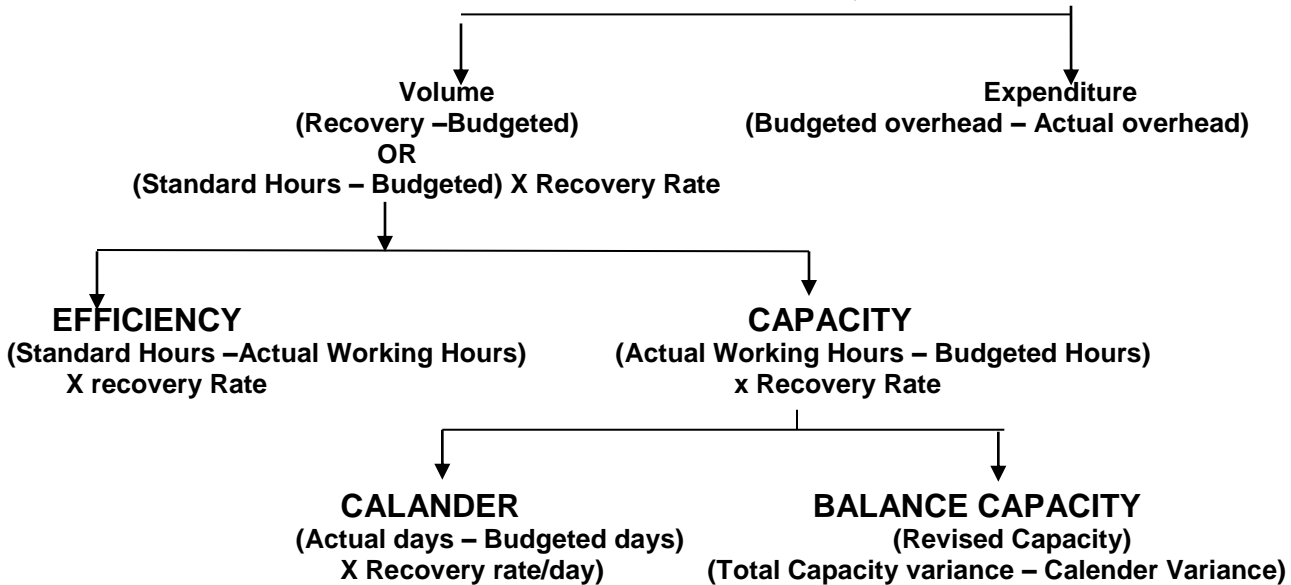 Volume
(Recovery –Budgeted)
OR
(Standard Hours – Budgeted) X Recovery Rate
Expenditure
(Budgeted overhead – Actual overhead)
EFFICIENCY
(Standard Hours –Actual Working Hours)
X recovery Rate
CAPACITY
(Actual Working Hours – Budgeted Hours)
x Recovery Rate
CALANDER
(Actual days – Budgeted days)
X Recovery rate/day)
BALANCE CAPACITY
(Revised Capacity)
(Total Capacity variance – Calender Variance)